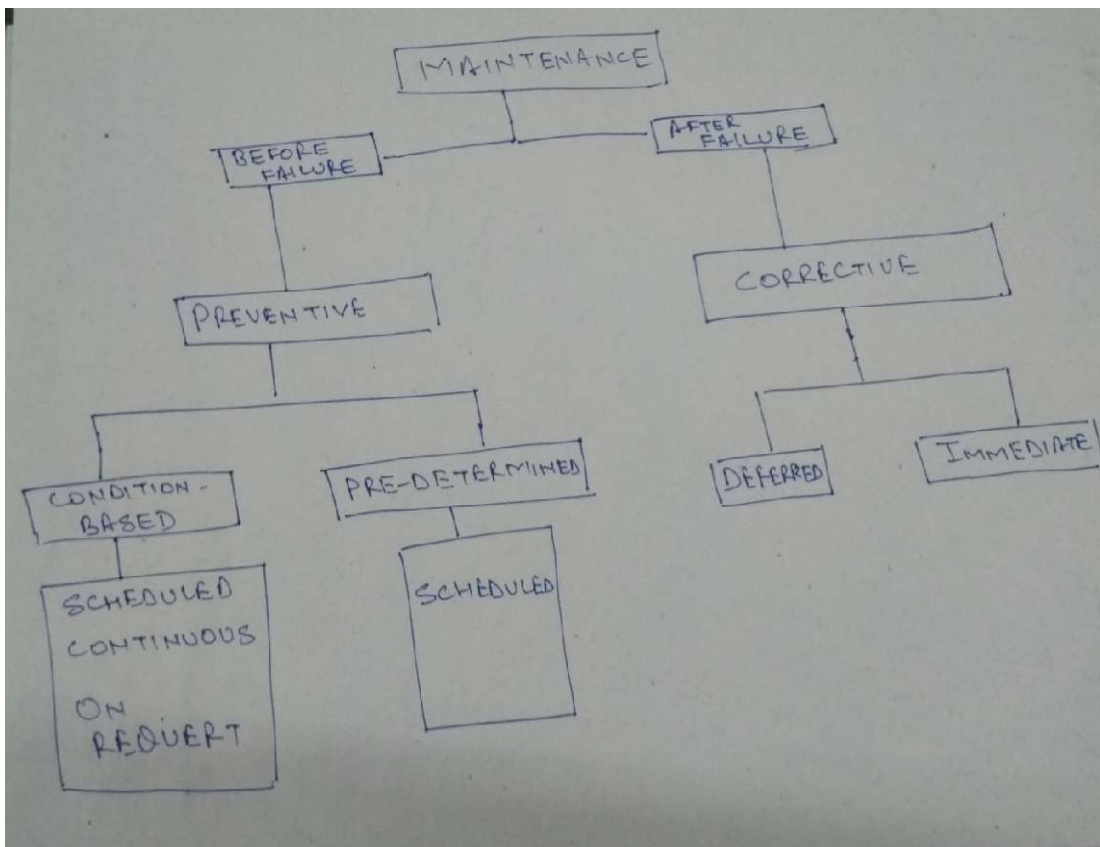 MAINTENANCE
BEFORE
FAILURE
AFTER
FAILURE
PREVENTIVE
CORRECTIVE
CONDITION-
BASED
PRE-DETERMINED
DEFERRED
IMMEDIATE
SCHEDULED
CONTINUOUS
ON
REQUERT
SCHEDULED